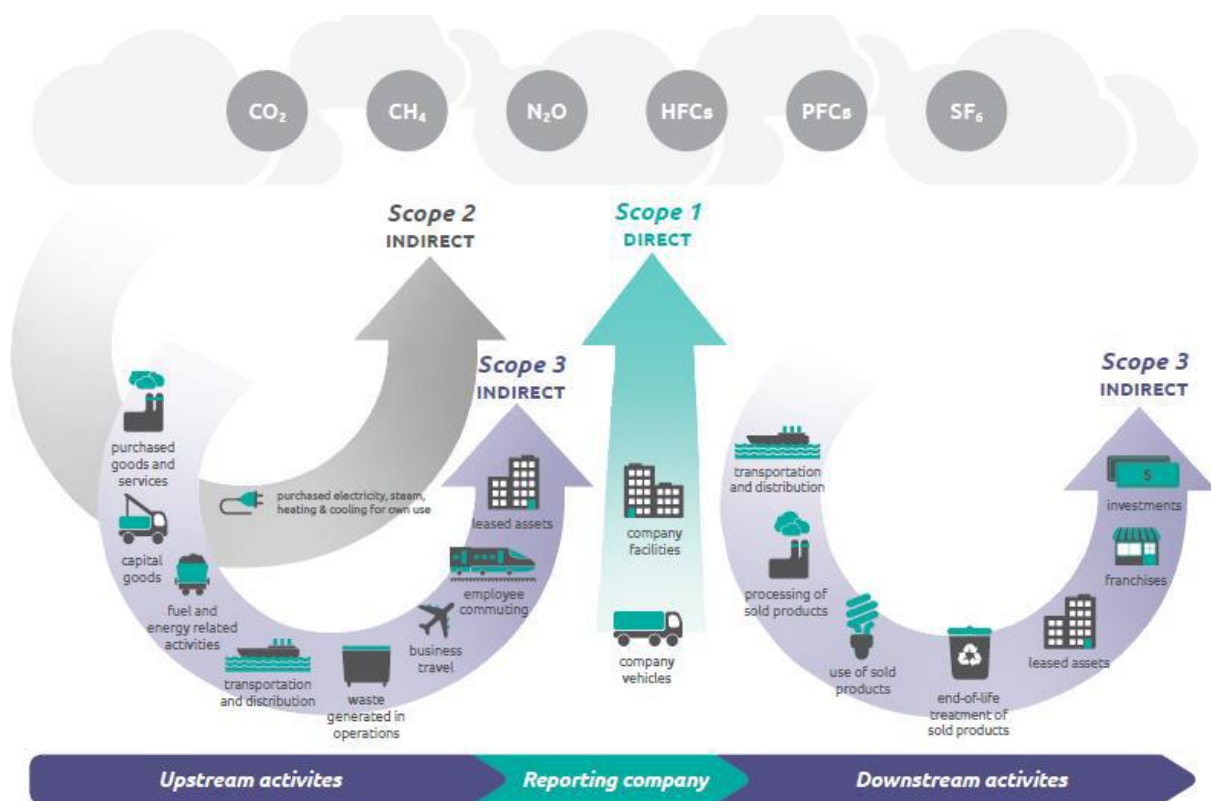 CO₂
CH₄
N₂O
HFCs
PFCs
SF₆
Scope 2
INDIRECT
Scope 1
DIRECT
Scope 3
INDIRECT
Scope 3
INDIRECT
purchased
goods and
services
capital
goods
fuel and
energy related
activities
transportation
and distribution
waste
generated in
operations
business
travel
employee
commuting
leased assets
purchased electricity, steam,
heating & cooling for own use
company
facilities
company
vehicles
transportation
and distribution
processing of
sold products
use of sold
products
end-of-life
treatment of
sold products
leased assets
franchises
$
investments
Upstream activites
Reporting company
Downstream activites